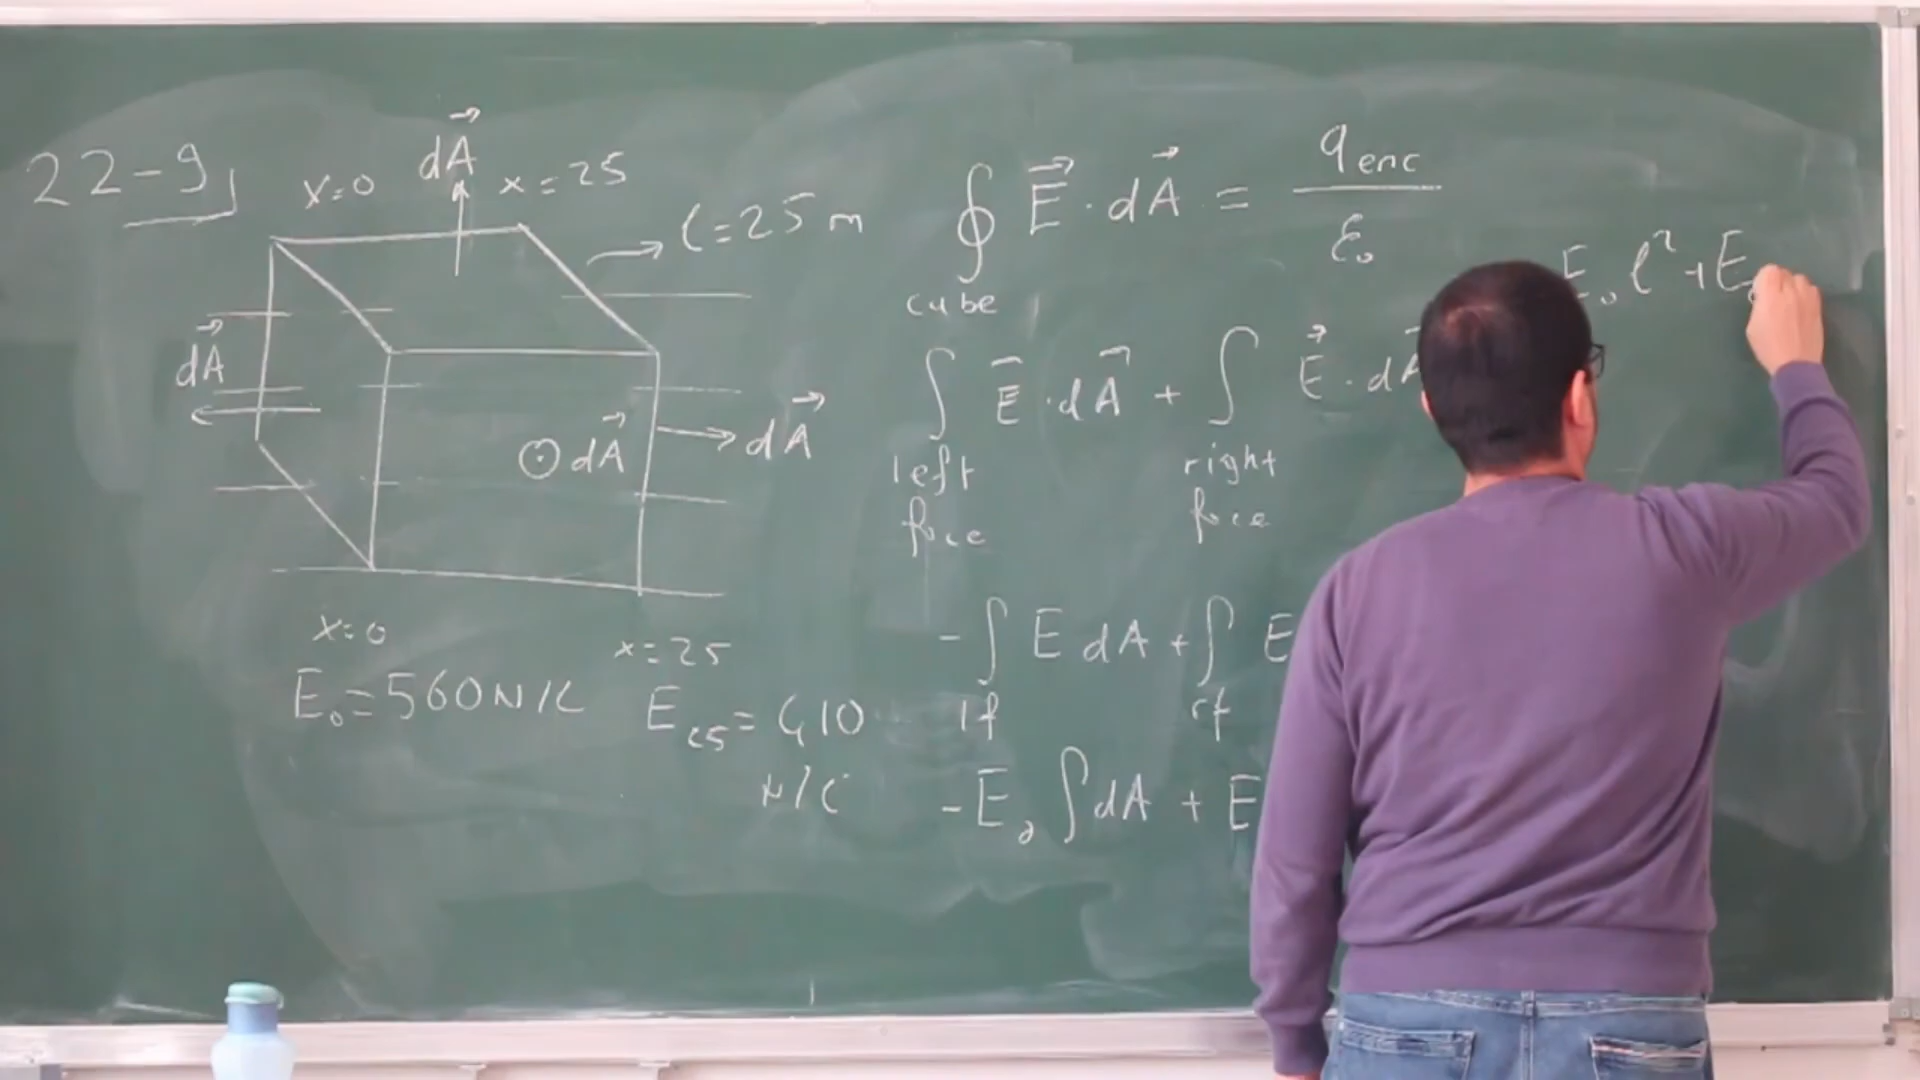 22-9)
x=0
dA⃗
x=25
l=25 m
dA⃗
⊙ dA⃗
dA⃗
x=0
E₀=560 N/C
x=25
E₂₅=410
N/C
∮ E⃗ · dA⃗ = q enc / ε₀
cube
∫ E⃗ · dA⃗ + ∫ E⃗ · dA⃗
left face
right face
- ∫ E dA + ∫ E
lf
rf
-E₀ ∫ dA + E
E₀ l² + E